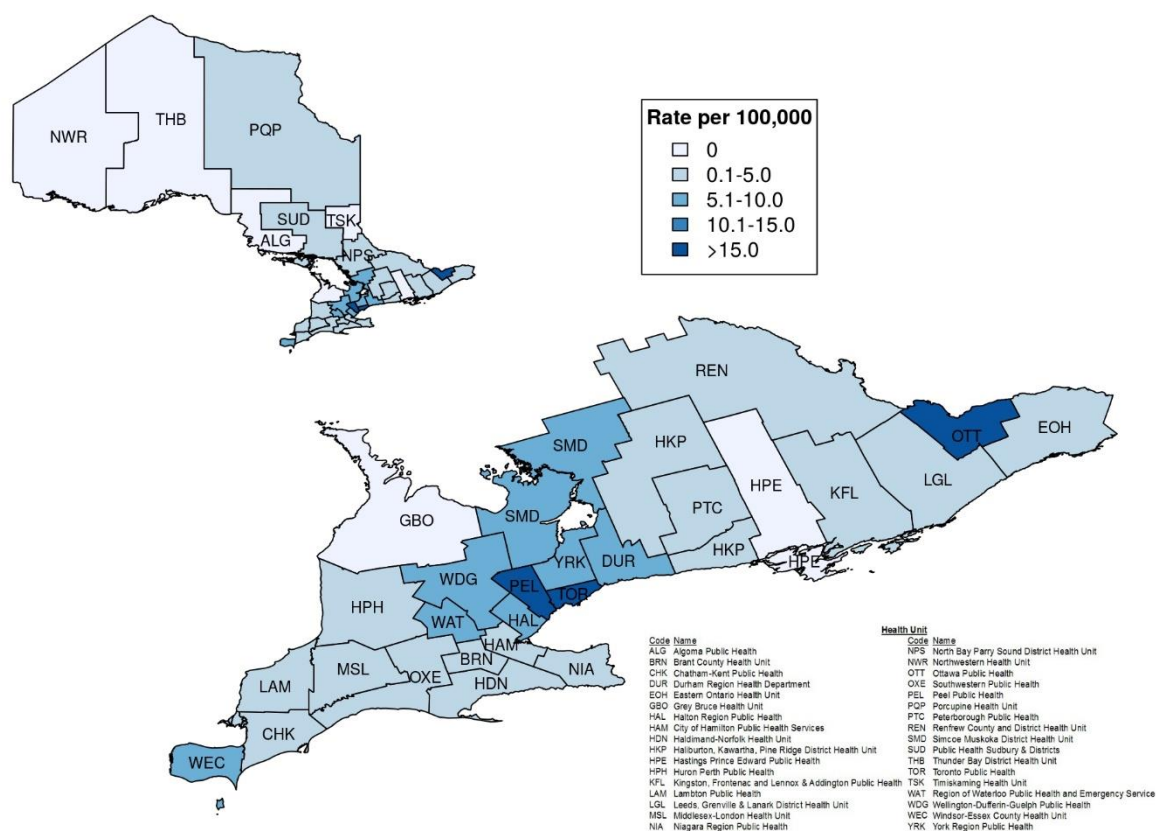 NWR
THB
PQP
SUD
TSK
ALG
NPS
Rate per 100,000
0
0.1-5.0
5.1-10.0
10.1-15.0
>15.0
REN
OTT
EOH
SMD
HKP
HPE
KFL
LGL
GBO
SMD
PTC
YRK
DUR
HKP
HPE
WDG
PEL
TOR
HPH
WAT
HAL
HAM
BRN
MSL
OXE
NIA
LAM
HDN
CHK
WEC
Health Unit
Code Name
ALG Algoma Public Health
BRN Brant County Health Unit
CHK Chatham-Kent Public Health
DUR Durham Region Health Department
EOH Eastern Ontario Health Unit
GBO Grey Bruce Health Unit
HAL Halton Region Public Health
HAM City of Hamilton Public Health Services
HDN Haldimand-Norfolk Health Unit
HKP Haliburton, Kawartha, Pine Ridge District Health Unit
HPE Hastings Prince Edward Public Health
HPH Huron Perth Public Health
KFL Kingston, Frontenac and Lennox & Addington Public Health
LAM Lambton Public Health
LGL Leeds, Grenville & Lanark District Health Unit
MSL Middlesex-London Health Unit
NIA Niagara Region Public Health
Code Name
NPS North Bay Parry Sound District Health Unit
NWR Northwestern Health Unit
OTT Ottawa Public Health
OXE Southwestern Public Health
PEL Peel Public Health
PQP Porcupine Health Unit
PTC Peterborough Public Health
REN Renfrew County and District Health Unit
SMD Simcoe Muskoka District Health Unit
SUD Public Health Sudbury & Districts
THB Thunder Bay District Health Unit
TOR Toronto Public Health
TSK Timiskaming Health Unit
WAT Region of Waterloo Public Health and Emergency Service
WDG Wellington-Dufferin-Guelph Public Health
WEC Windsor-Essex County Health Unit
YRK York Region Public Health